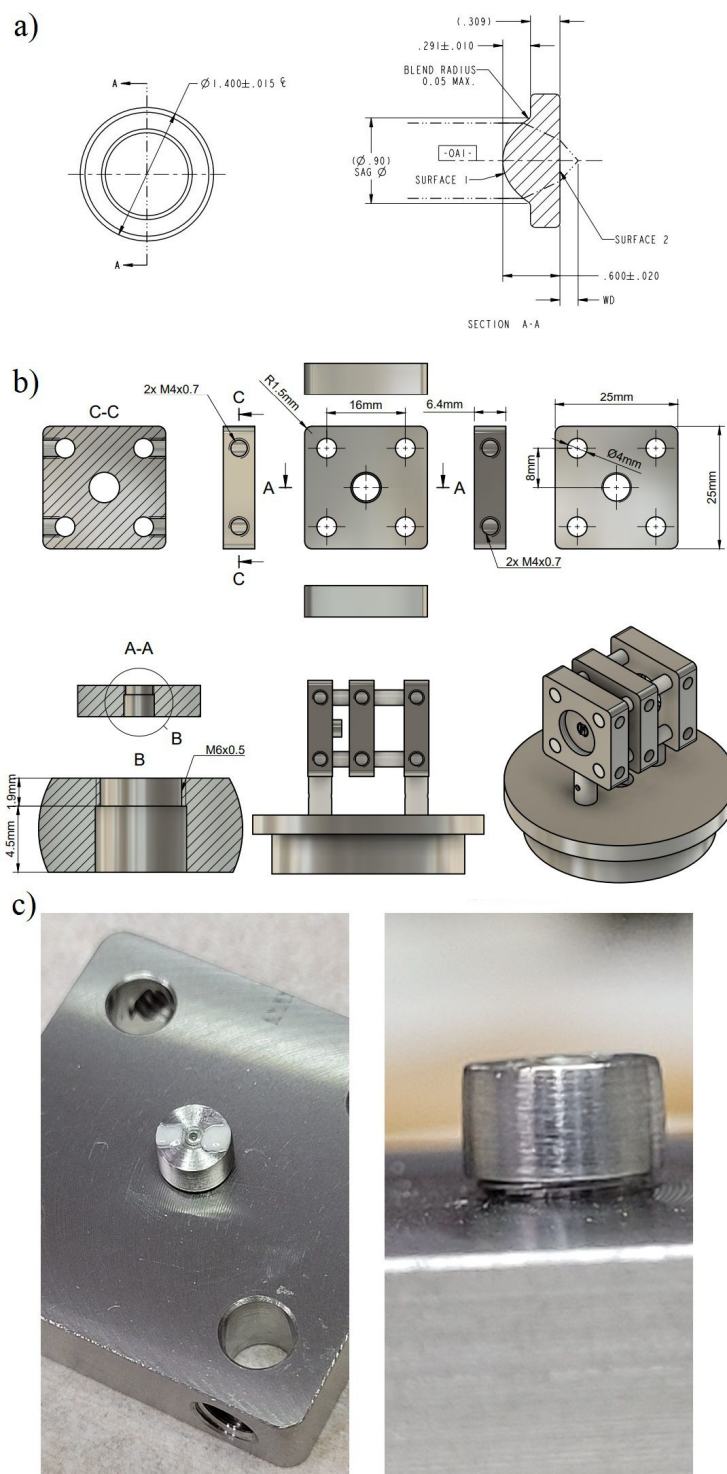 a)
A
Ø1.400±.015 ℄
A
(.309)
.291±.010
BLEND RADIUS
0.05 MAX.
(Ø.90)
SAG Ø
-OA1-
SURFACE 1
SURFACE 2
.600±.020
WD
SECTION A-A
b)
C-C
2x M4x0.7
C
C
R1.5mm
16mm
A
A
6.4mm
2x M4x0.7
25mm
Ø4mm
8mm
25mm
A-A
B
B
M6x0.5
1.9mm
4.5mm
c)